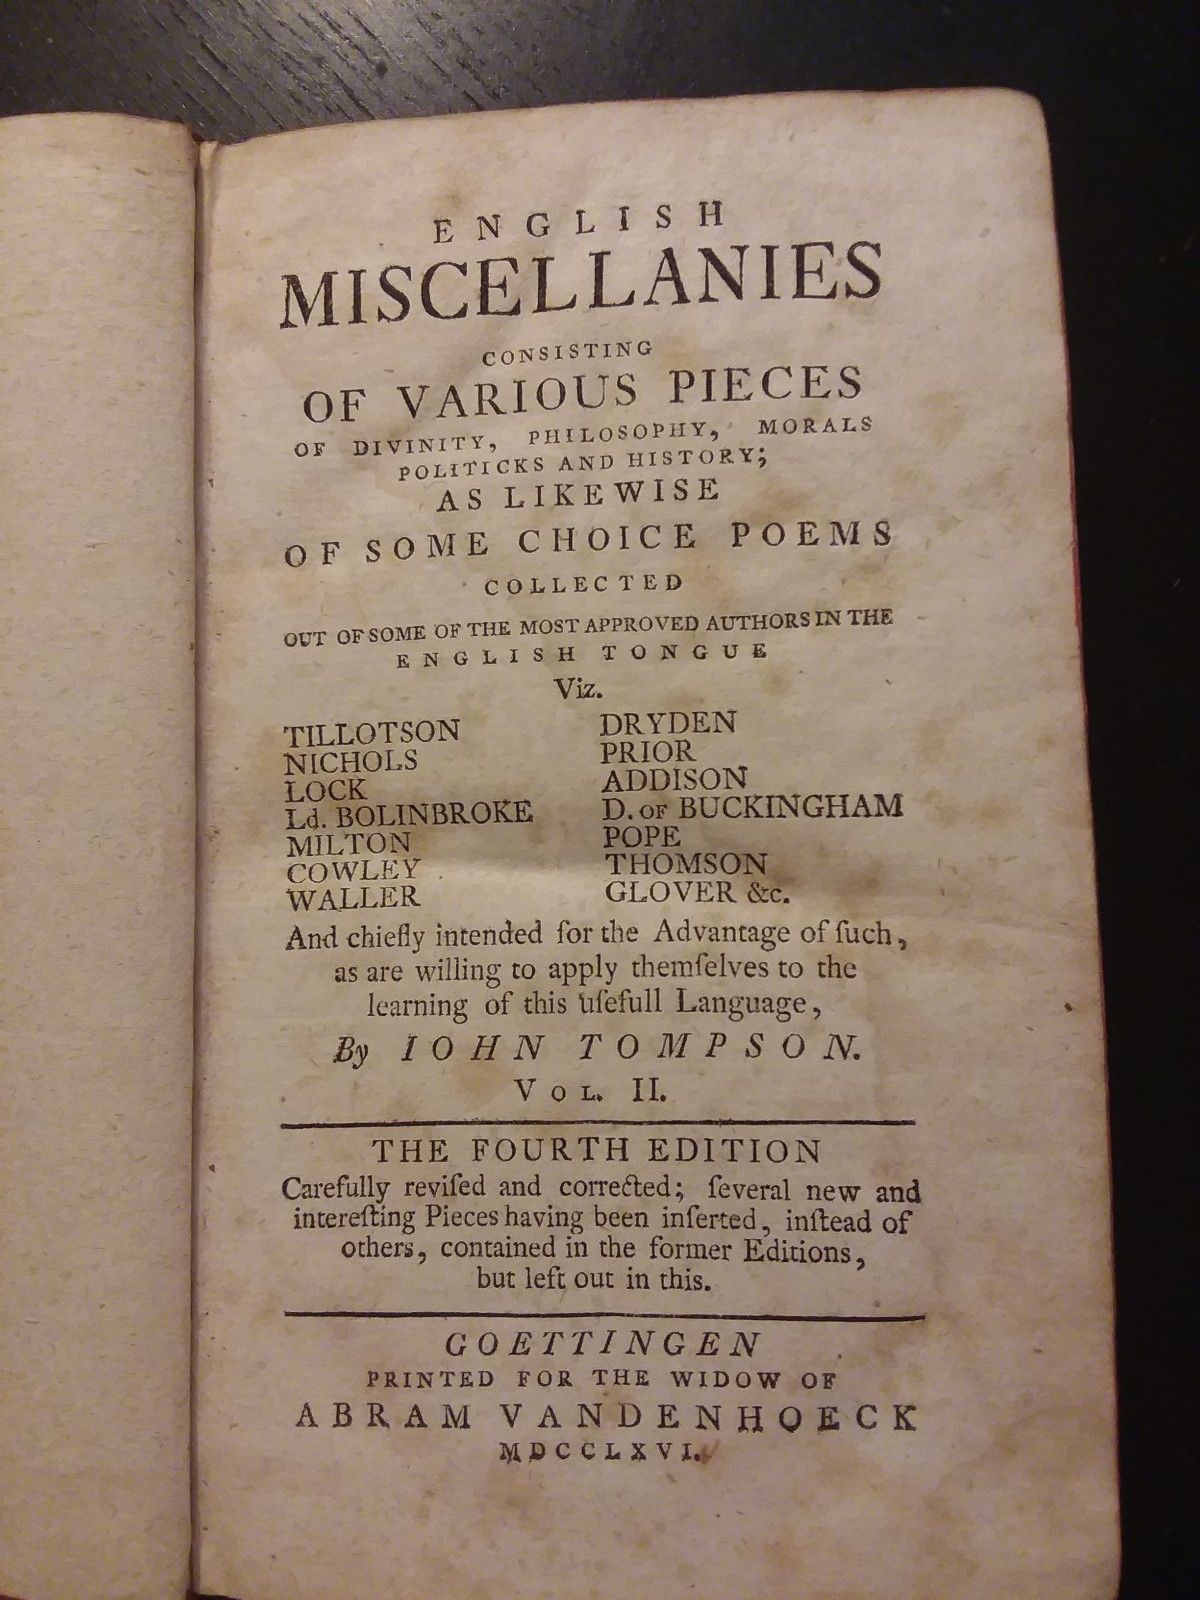 ENGLISH
MISCELLANIES
CONSISTING
OF VARIOUS PIECES
OF DIVINITY, PHILOSOPHY, MORALS
POLITICKS AND HISTORY;
AS LIKEWISE
OF SOME CHOICE POEMS
COLLECTED
OUT OF SOME OF THE MOST APPROVED AUTHORS IN THE
ENGLISH TONGUE
Viz.
TILLOTSON
NICHOLS
LOCK
Ld. BOLINBROKE
MILTON
COWLEY
WALLER
DRYDEN
PRIOR
ADDISON
D. OF BUCKINGHAM
POPE
THOMSON
GLOVER &c.
And chiefly intended for the Advantage of ſuch,
as are willing to apply themſelves to the
learning of this uſefull Language,
By IOHN TOMPSON.
VOL. II.
THE FOURTH EDITION
Carefully reviſed and corrected; ſeveral new and
intereſting Pieces having been inſerted, inſtead of
others, contained in the former Editions,
but left out in this.
GOETTINGEN
PRINTED FOR THE WIDOW OF
ABRAM VANDENHOECK
MDCCLXVI.